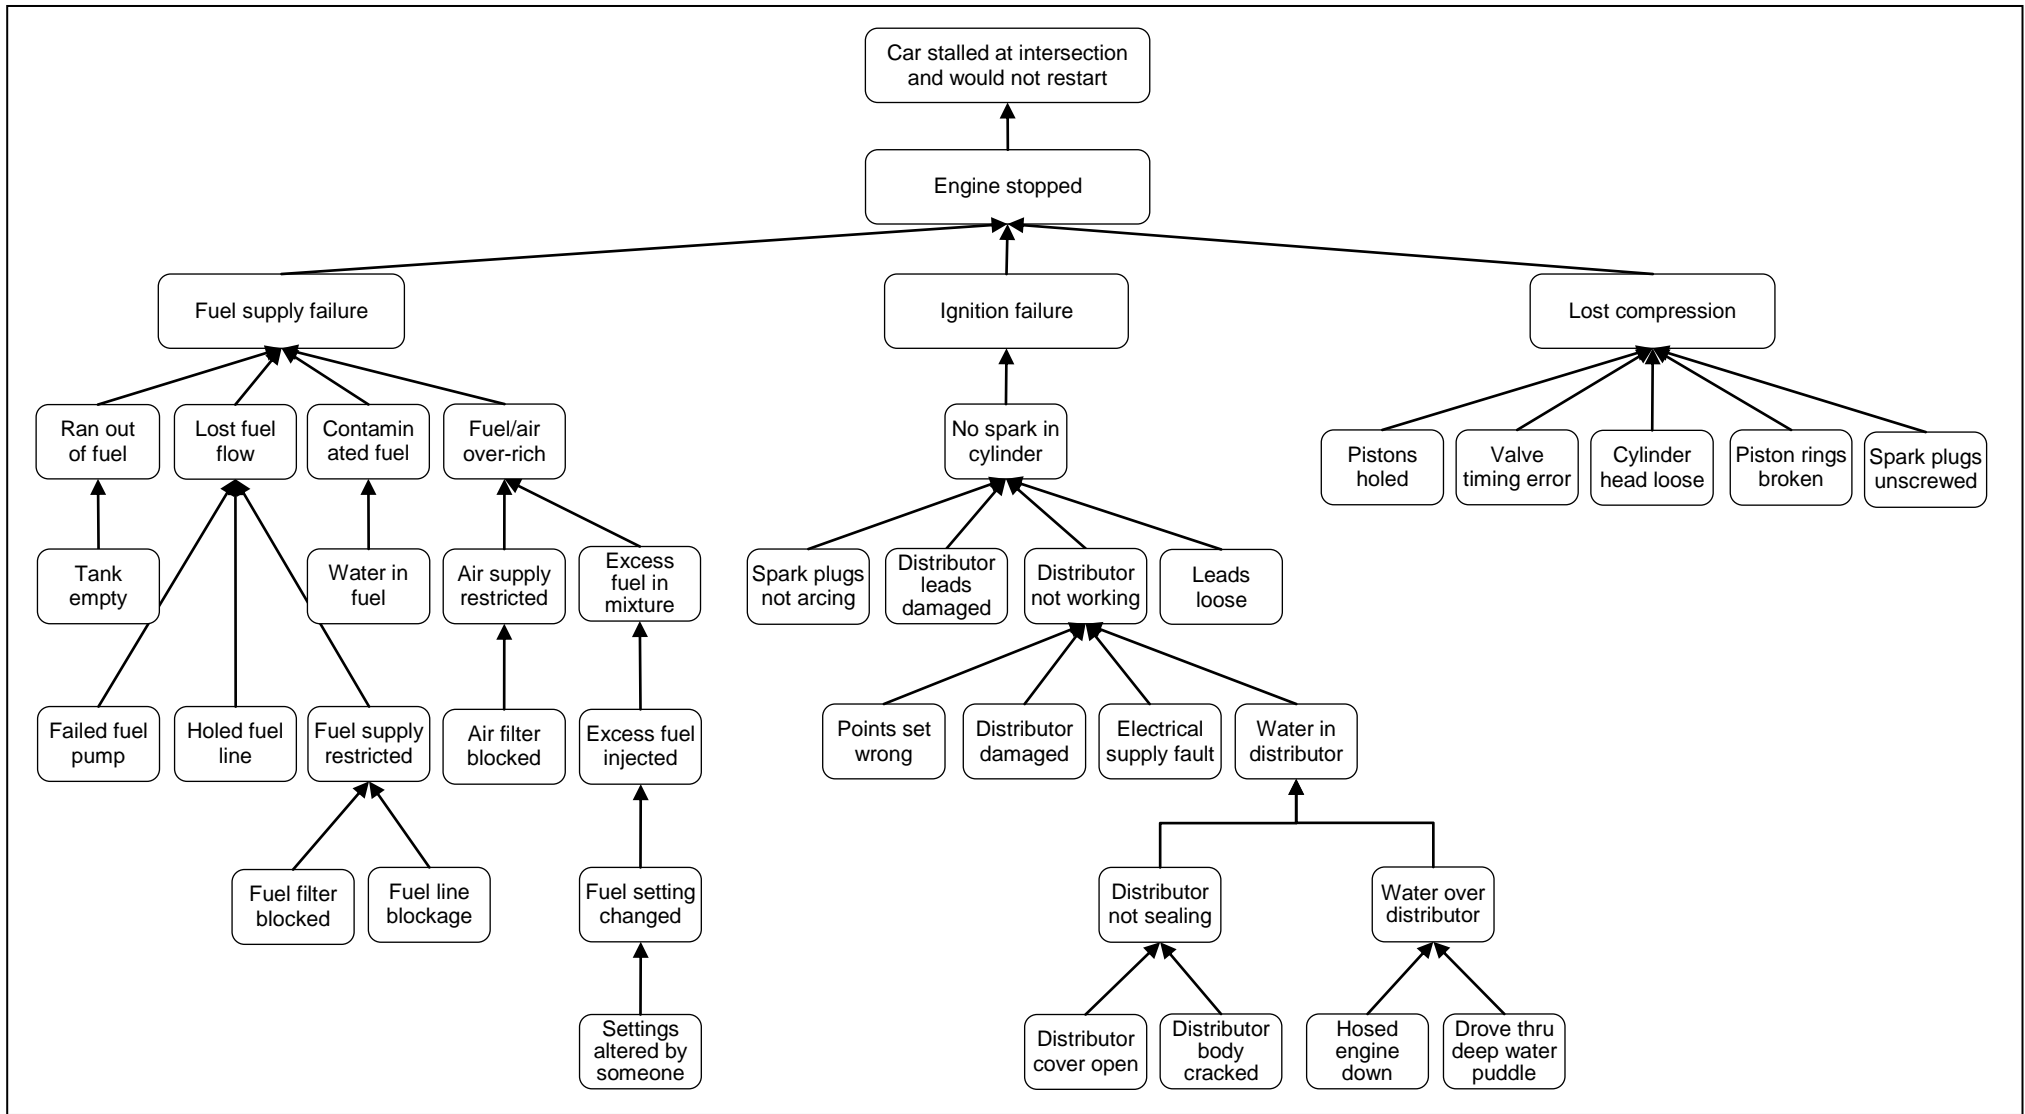 Car stalled at intersection
and would not restart
Engine stopped
Fuel supply failure
Ignition failure
Lost compression
Ran out
of fuel
Lost fuel
flow
Contamin
ated fuel
Fuel/air
over-rich
No spark in
cylinder
Pistons
holed
Valve
timing error
Cylinder
head loose
Piston rings
broken
Spark plugs
unscrewed
Tank
empty
Water in
fuel
Air supply
restricted
Excess
fuel in
mixture
Spark plugs
not arcing
Distributor
leads
damaged
Distributor
not working
Leads
loose
Failed fuel
pump
Holed fuel
line
Fuel supply
restricted
Air filter
blocked
Excess fuel
injected
Points set
wrong
Distributor
damaged
Electrical
supply fault
Water in
distributor
Fuel filter
blocked
Fuel line
blockage
Fuel setting
changed
Distributor
not sealing
Water over
distributor
Settings
altered by
someone
Distributor
cover open
Distributor
body
cracked
Hosed
engine
down
Drove thru
deep water
puddle